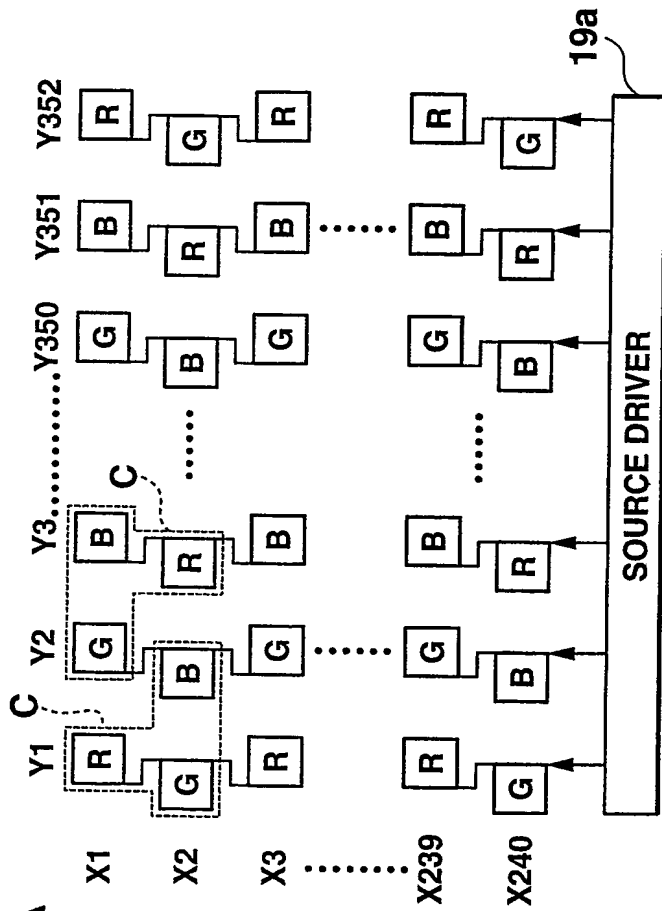 C
A Y1 Y2 Y3 Y350 Y351 Y352
X1 R G B G B R
C
X2 G B R B R G
X3 R G B G B R
X239 R G B G B R
X240 G B R B R G
19a
SOURCE DRIVER